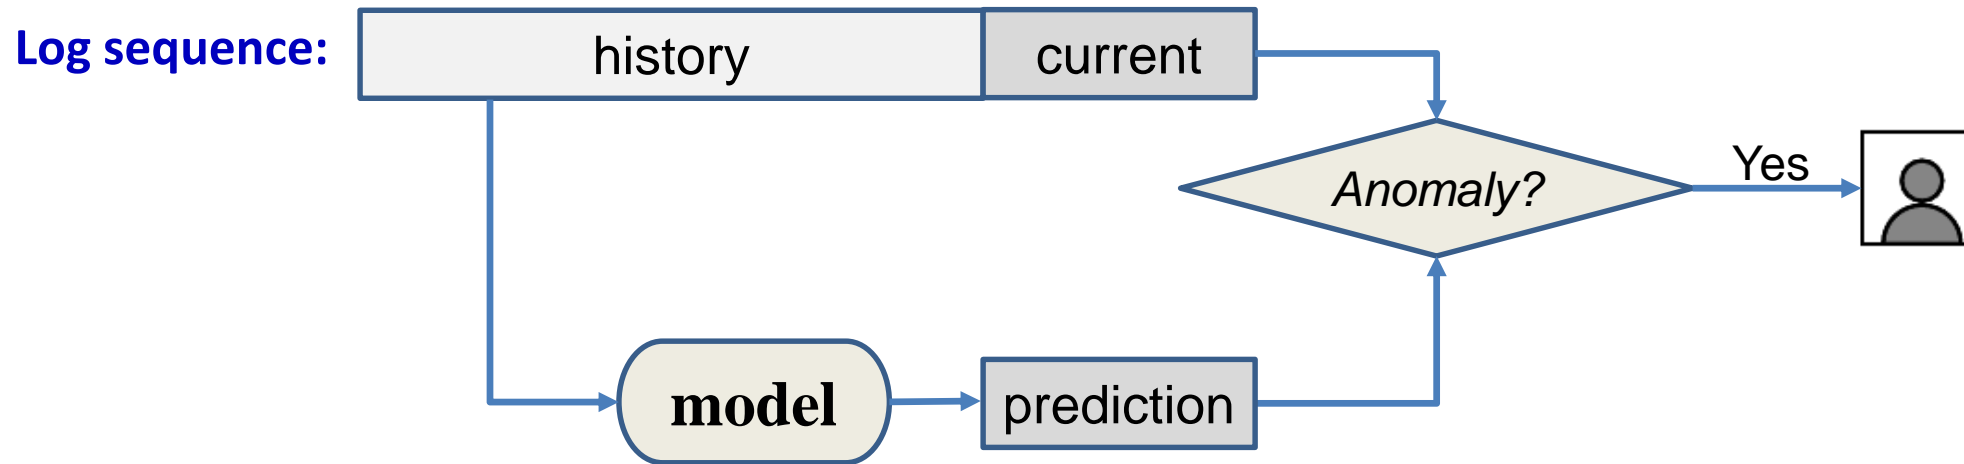 Log sequence:
history
current
Anomaly?
Yes
model
prediction